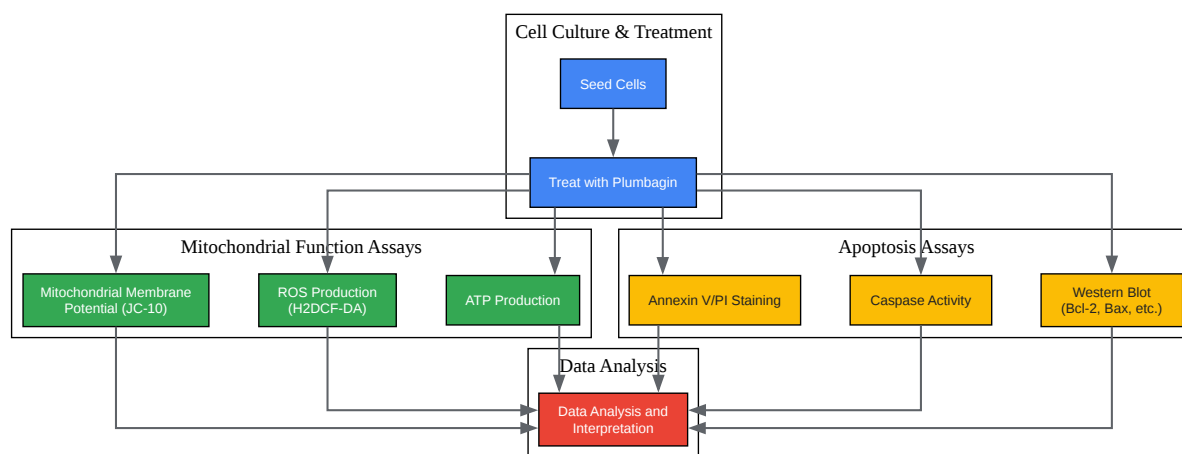 Cell Culture & Treatment
Seed Cells
Treat with Plumbagin
Mitochondrial Function Assays
Apoptosis Assays
Mitochondrial Membrane
Potential (JC-10)
ROS Production
(H2DCF-DA)
ATP Production
Annexin V/PI Staining
Caspase Activity
Western Blot
(Bcl-2, Bax, etc.)
Data Analysis
Data Analysis and
Interpretation